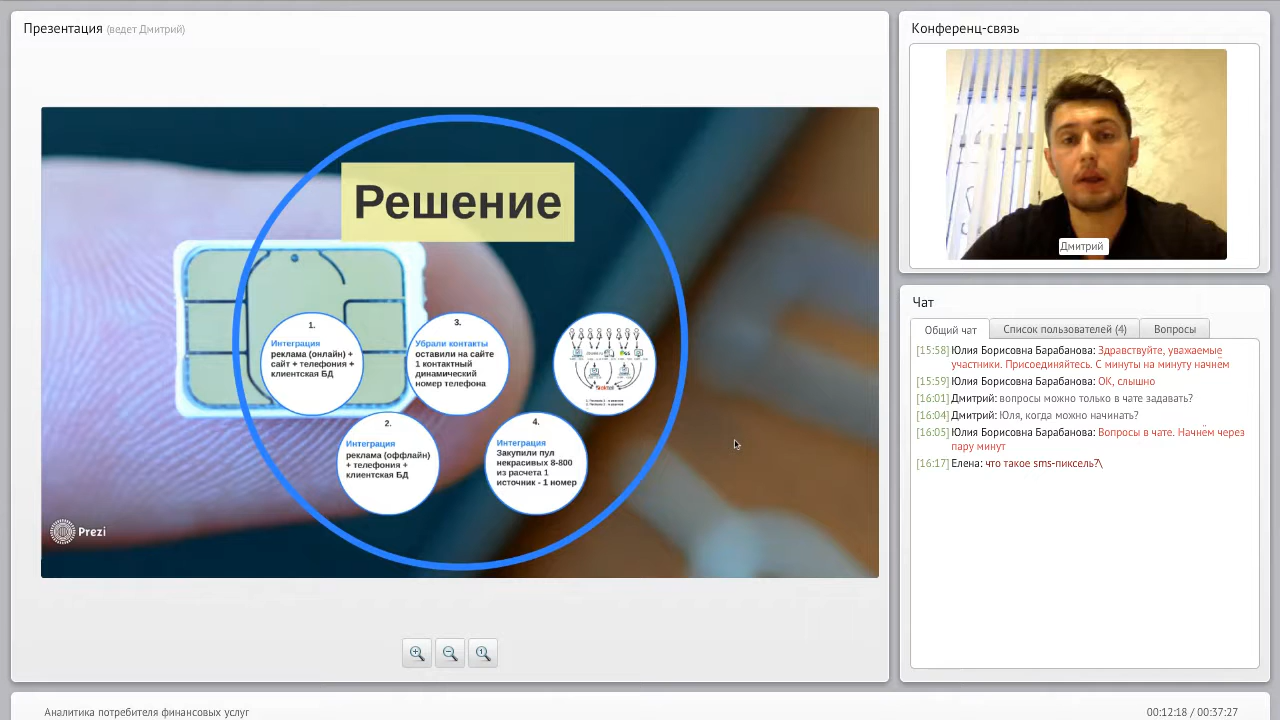 Презентация (ведет Дмитрий)
Решение
1.
Интеграция
реклама (онлайн) +
сайт + телефония +
клиентская БД
2.
Интеграция
реклама (оффлайн)
+ телефония +
клиентская БД
3.
Убрали контакты
оставили на сайте
1 контактный
динамический
номер телефона
4.
Интеграция
Закупили пул
некрасивых 8-800
из расчета 1
источник - 1 номер
Prezi
Конференц-связь
Дмитрий
Чат
Общий чат
Список пользователей (4)
Вопросы
[15:58] Юлия Борисовна Барабанова: Здравствуйте, уважаемые
участники. Присоединяйтесь. С минуты на минуту начнём
[15:59] Юлия Борисовна Барабанова: ОК, слышно
[16:01] Дмитрий: вопросы можно только в чате задавать?
[16:04] Дмитрий: Юля, когда можно начинать?
[16:05] Юлия Борисовна Барабанова: Вопросы в чате. Начнём через
пару минут
[16:17] Елена: что такое sms-пиксель?\
Аналитика потребителя финансовых услуг
00:12:18 / 00:37:27